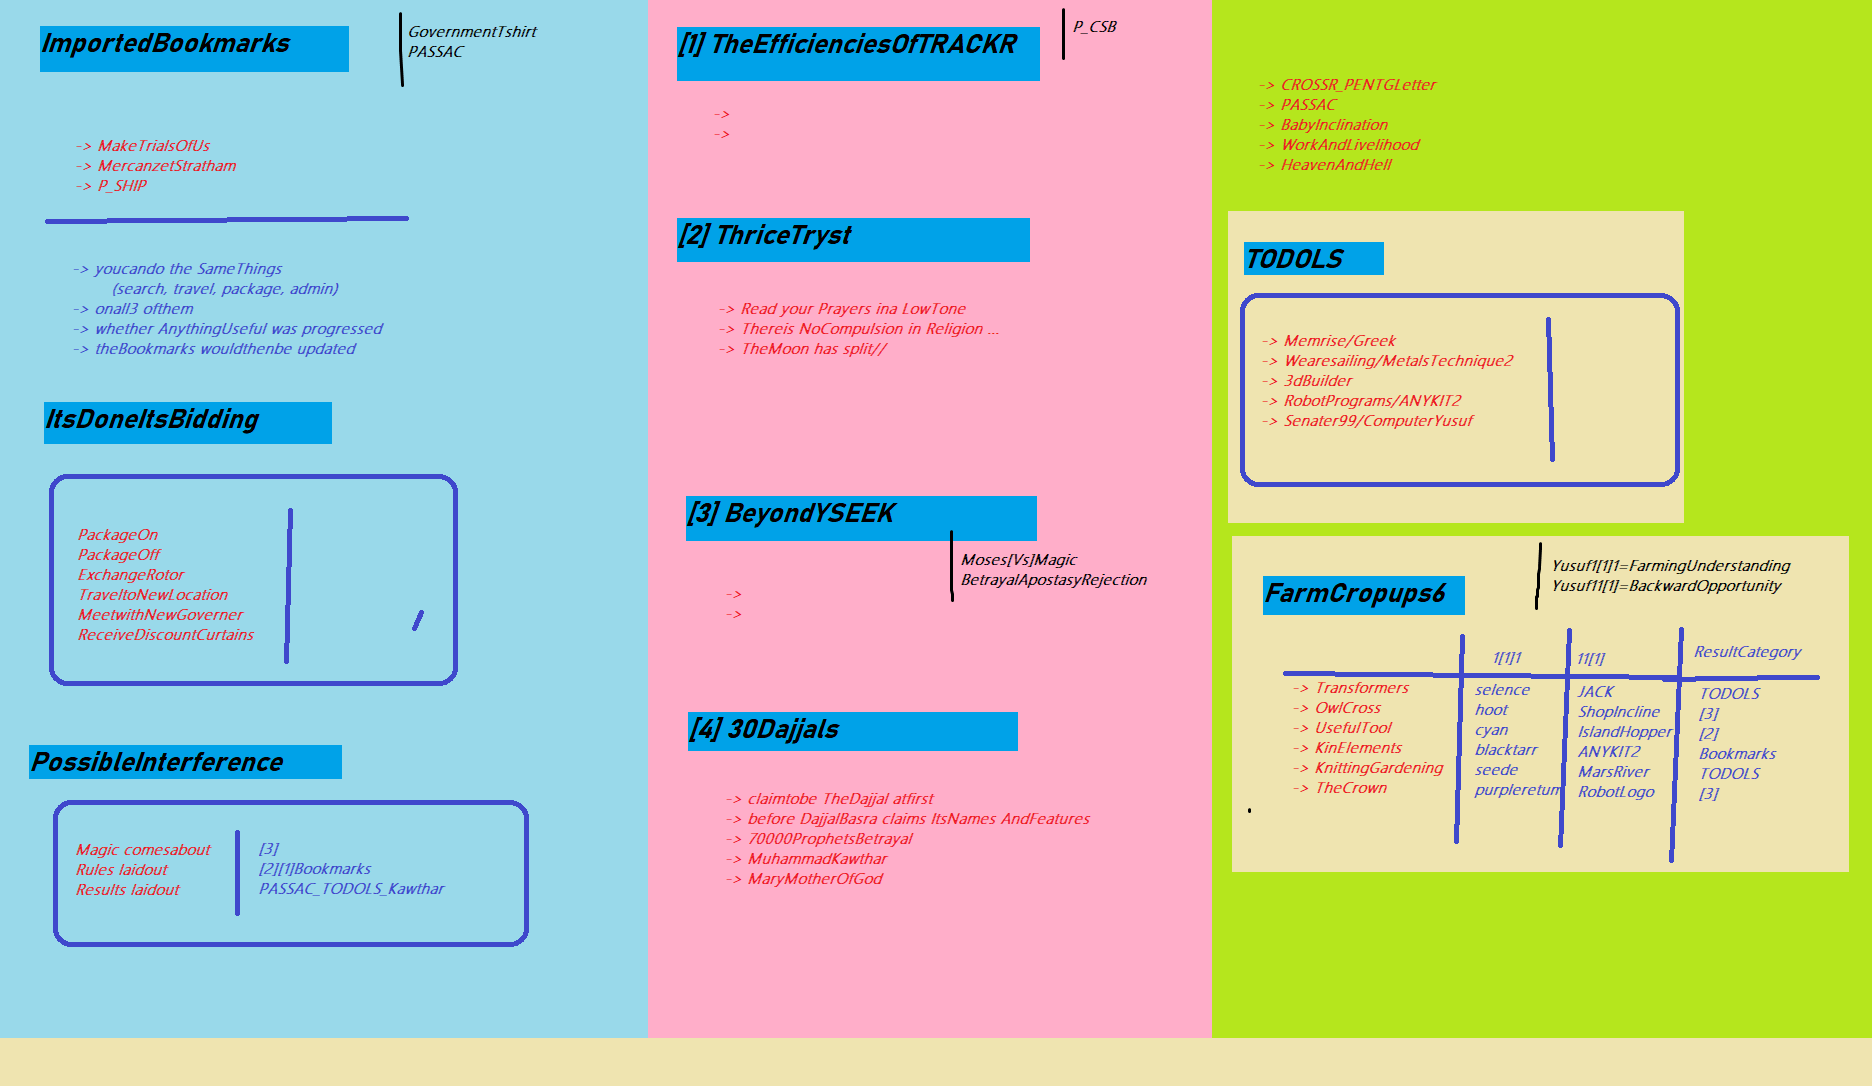 ImportedBookmarks
GovernmentTshirt
PASSAC
-> MakeTrialsOfUs
-> MercanzetStratham
-> P_SHIP
-> youcando the SameThings
(search, travel, package, admin)
-> onall3 ofthem
-> whether AnythingUseful was progressed
-> theBookmarks wouldthenbe updated
ItsDoneItsBidding
PackageOn
PackageOff
ExchangeRotor
TraveltoNewLocation
MeetwithNewGoverner
ReceiveDiscountCurtains
PossibleInterference
Magic comesabout [3]
Rules laidout [2][1]Bookmarks
Results laidout PASSAC_TODOLS_Kawthar
[1] TheEfficienciesOfTRACKR
P_CSB
->
->
[2] ThriceTryst
-> Read your Prayers ina LowTone
-> Thereis NoCompulsion in Religion ...
-> TheMoon has split//
[3] BeyondYSEEK
Moses[Vs]Magic
BetrayalApostasyRejection
->
->
[4] 30Dajjals
-> claimtobe TheDajjal atfirst
-> before DajjalBasra claims ItsNames AndFeatures
-> 70000ProphetsBetrayal
-> MuhammadKawthar
-> MaryMotherOfGod
-> CROSSR_PENTGLetter
-> PASSAC
-> BabyInclination
-> WorkAndLivelihood
-> HeavenAndHell
TODOLS
-> Memrise/Greek
-> Wearesailing/MetalsTechnique2
-> 3dBuilder
-> RobotPrograms/ANYKIT2
-> Senater99/ComputerYusuf
FarmCropups6
Yusuf1[1]1=FarmingUnderstanding
Yusuf11[1]=BackwardOpportunity
1[1]1 11[1] ResultCategory
-> Transformers selence JACK TODOLS
-> OwlCross hoot ShopIncline [3]
-> UsefulTool cyan IslandHopper [2]
-> KinElements blacktarr ANYKIT2 Bookmarks
-> KnittingGardening seede MarsRiver TODOLS
-> TheCrown purpleretum RobotLogo [3]